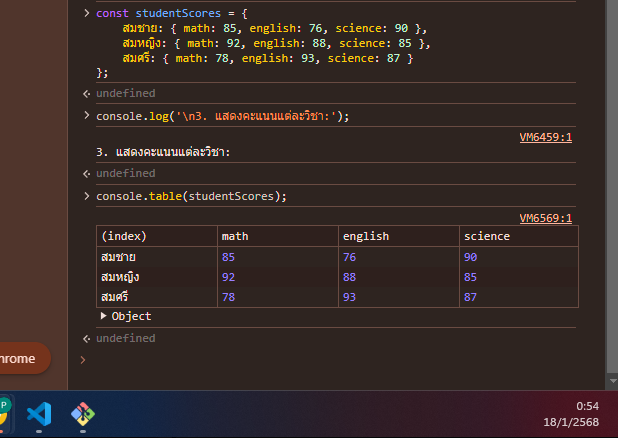 const studentScores = {
สมชาย: { math: 85, english: 76, science: 90 },
สมหญิง: { math: 92, english: 88, science: 85 },
สมศรี: { math: 78, english: 93, science: 87 }
};
undefined
console.log('\n3. แสดงคะแนนแต่ละวิชา:');
VM6459:1
3. แสดงคะแนนแต่ละวิชา:
undefined
console.table(studentScores);
VM6569:1
(index) math english science
สมชาย 85 76 90
สมหญิง 92 88 85
สมศรี 78 93 87
Object
undefined
hrome
P
0:54
18/1/2568